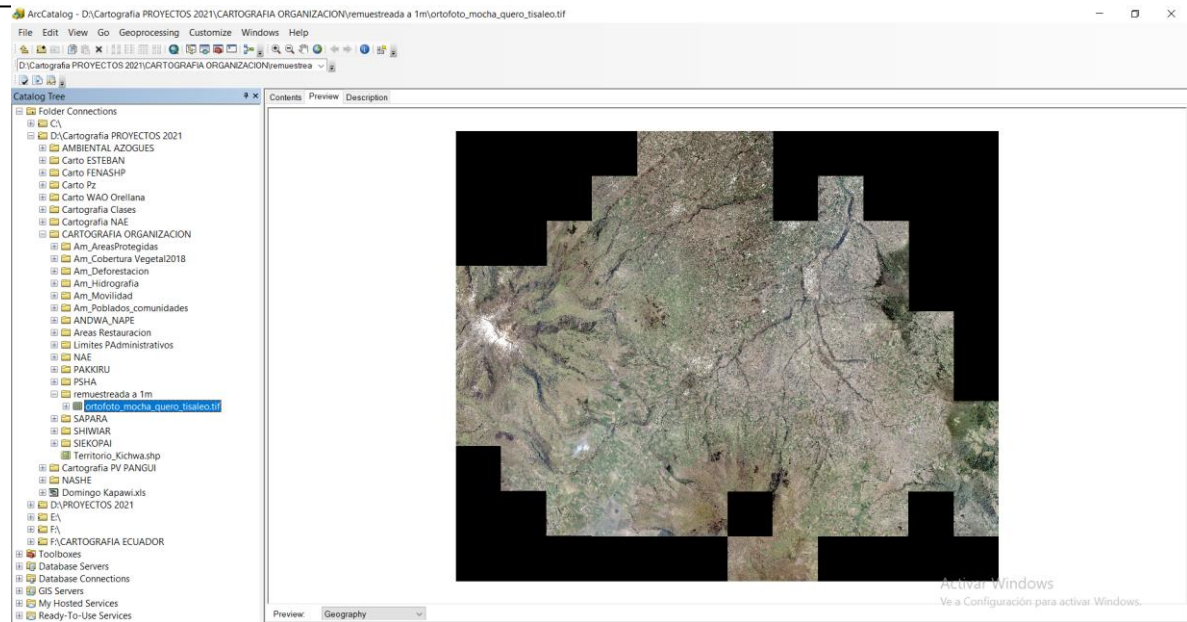 ArcCatalog - D:\Cartografia PROYECTOS 2021\CARTOGRAFIA ORGANIZACION\remuestreada a 1m\ortofoto_mocha_quero_tisaleo.tif
File Edit View Go Geoprocessing Customize Windows Help
D:\Cartografia PROYECTOS 2021\CARTOGRAFIA ORGANIZACION\remuestrea
Catalog Tree
Contents Preview Description
Folder Connections
C:\
D:\Cartografia PROYECTOS 2021
AMBIENTAL AZOGUES
Carto ESTEBAN
Carto FENASHP
Carto Pz
Carto WAO Orellana
Cartografia Clases
Cartografia NAE
CARTOGRAFIA ORGANIZACION
Am_AreasProtegidas
Am_Cobertura Vegetal2018
Am_Deforestacion
Am_Hidrografia
Am_Movilidad
Am_Poblados_comunidades
ANDWA_NAPE
Areas Restauracion
Limites PAdministrativos
NAE
PAKKIRU
PSHA
remuestreada a 1m
ortofoto_mocha_quero_tisaleo.tif
SAPARA
SHIWIAR
SIEKOPAI
Territorio_Kichwa.shp
Cartografia PV PANGUI
NASHE
Domingo Kapawi.xls
D:\PROYECTOS 2021
E:\
F:\
F:\CARTOGRAFIA ECUADOR
Toolboxes
Database Servers
Database Connections
GIS Servers
My Hosted Services
Ready-To-Use Services
Activar Windows
Ve a Configuración para activar Windows.
Preview: Geography